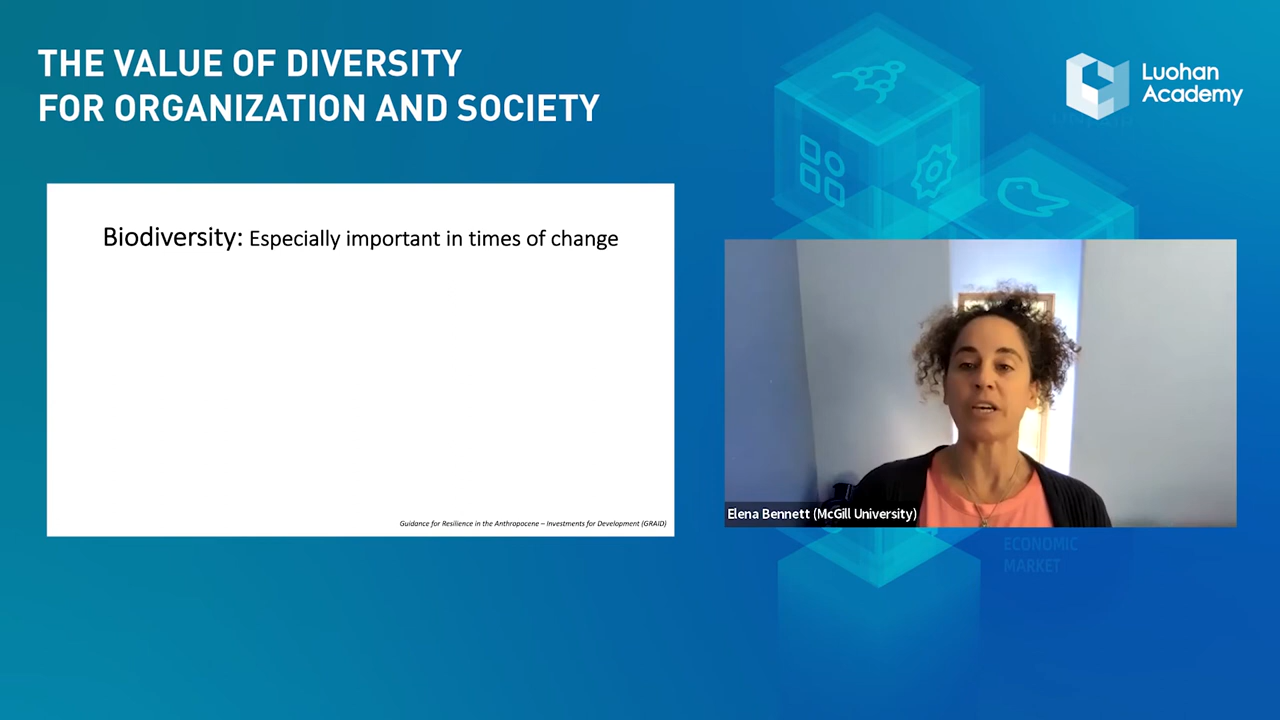 THE VALUE OF DIVERSITY
FOR ORGANIZATION AND SOCIETY
Luohan
Academy
Biodiversity: Especially important in times of change
Guidance for Resilience in the Anthropocene – Investments for Development (GRAID)
Elena Bennett (McGill University)
ECONOMIC
MARKET